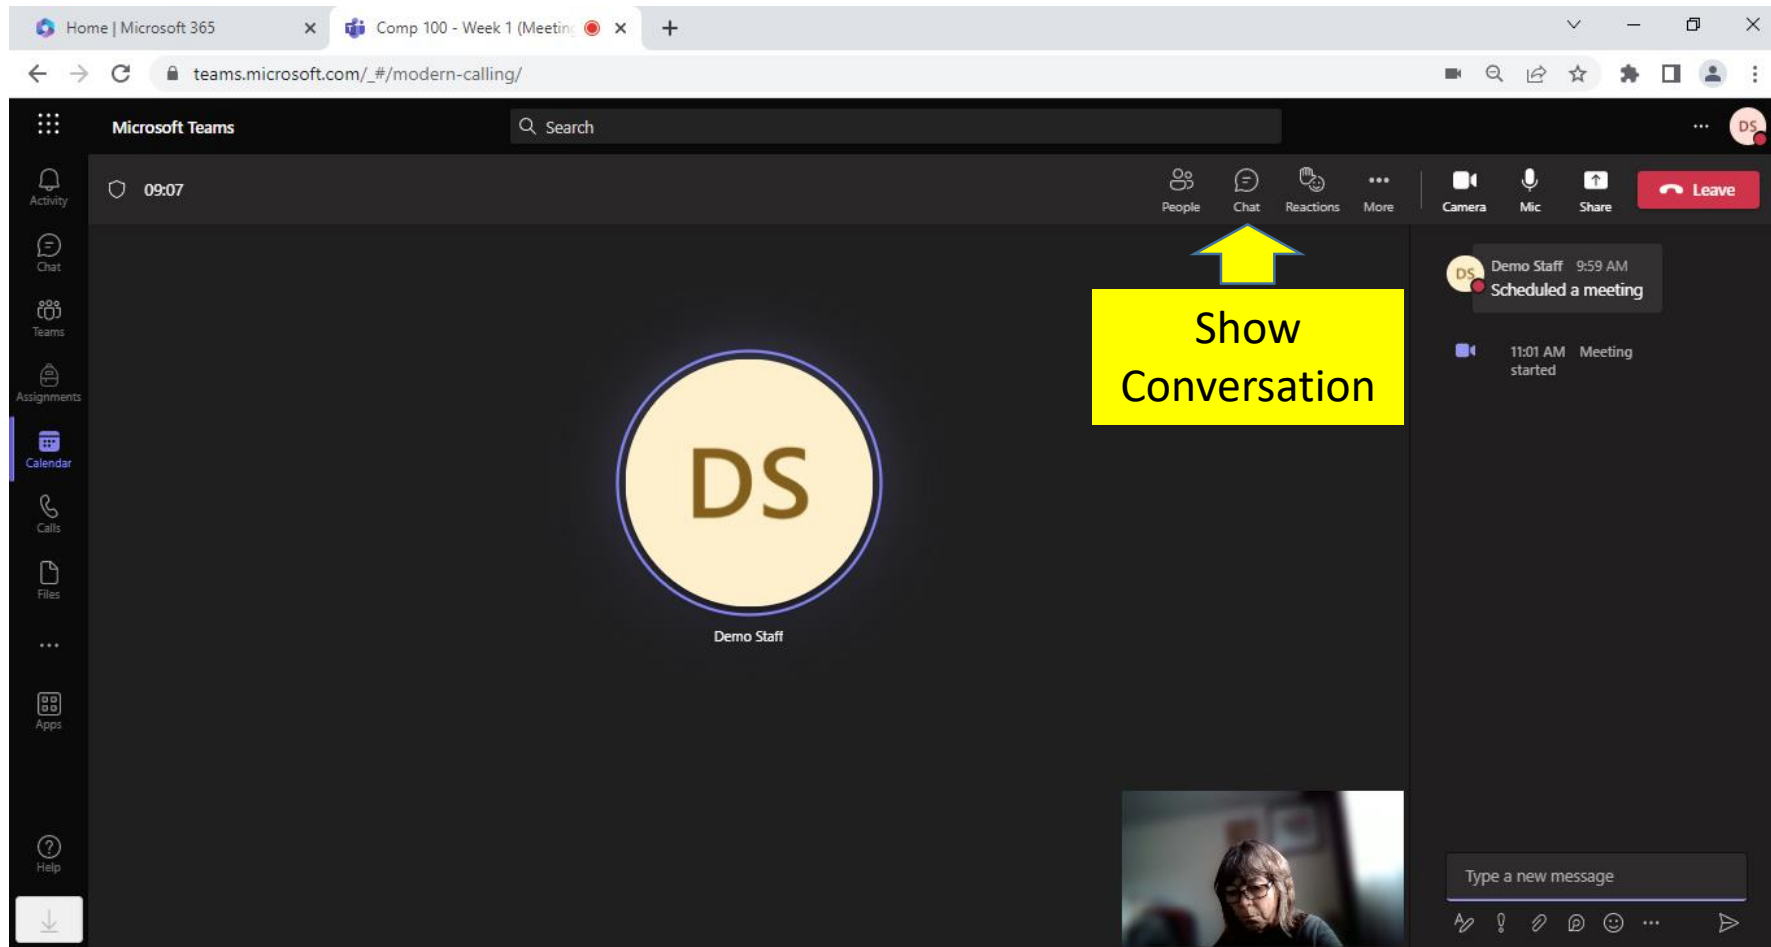 Home | Microsoft 365
Comp 100 - Week 1 (Meetin
teams.microsoft.com/_#/modern-calling/
Microsoft Teams
Search
DS
Activity
09:07
People
Chat
Reactions
More
Camera
Mic
Share
Leave
Chat
Teams
Assignments
Calendar
Calls
Files
Apps
Help
Show
Conversation
DS
Demo Staff
DS
Demo Staff 9:59 AM
Scheduled a meeting
11:01 AM Meeting
started
Type a new message